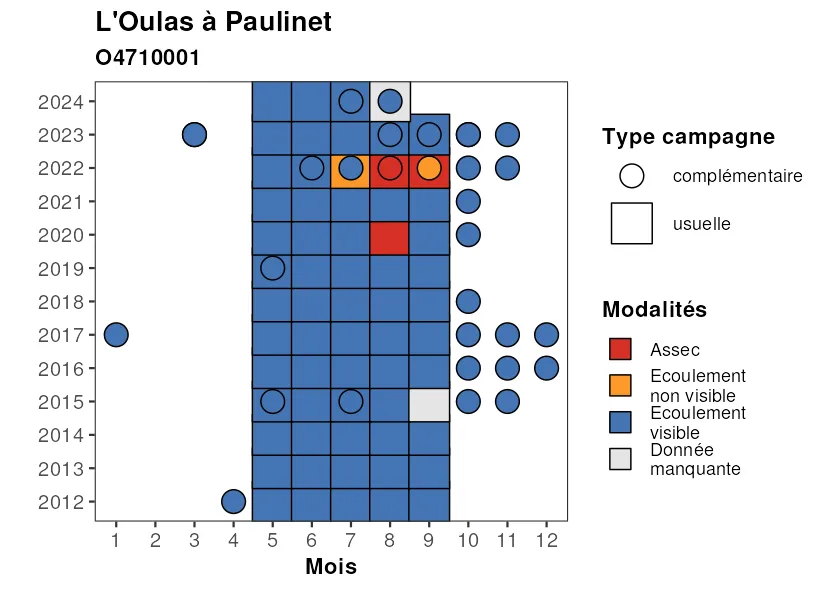 L'Oulas à Paulinet
O4710001
2024
2023
2022
2021
2020
2019
2018
2017
2016
2015
2014
2013
2012
1 2 3 4 5 6 7 8 9 10 11 12
Mois
Type campagne
complémentaire
usuelle
Modalités
Assec
Ecoulement
non visible
Ecoulement
visible
Donnée
manquante